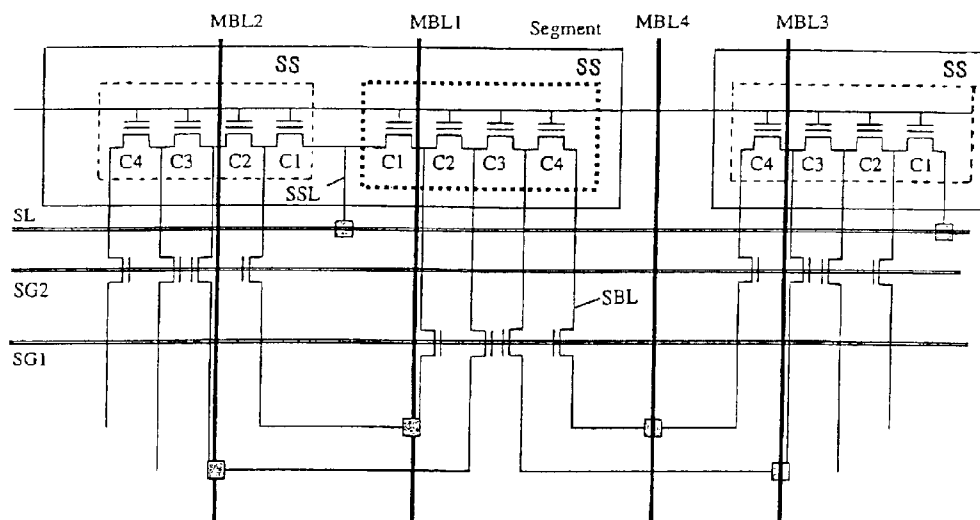 MBL2 MBL1 Segment MBL4 MBL3
SS SS SS
C4 C3 C2 C1 C1 C2 C3 C4 C4 C3 C2 C1
SSL
SL
SG2
SBL
SG1